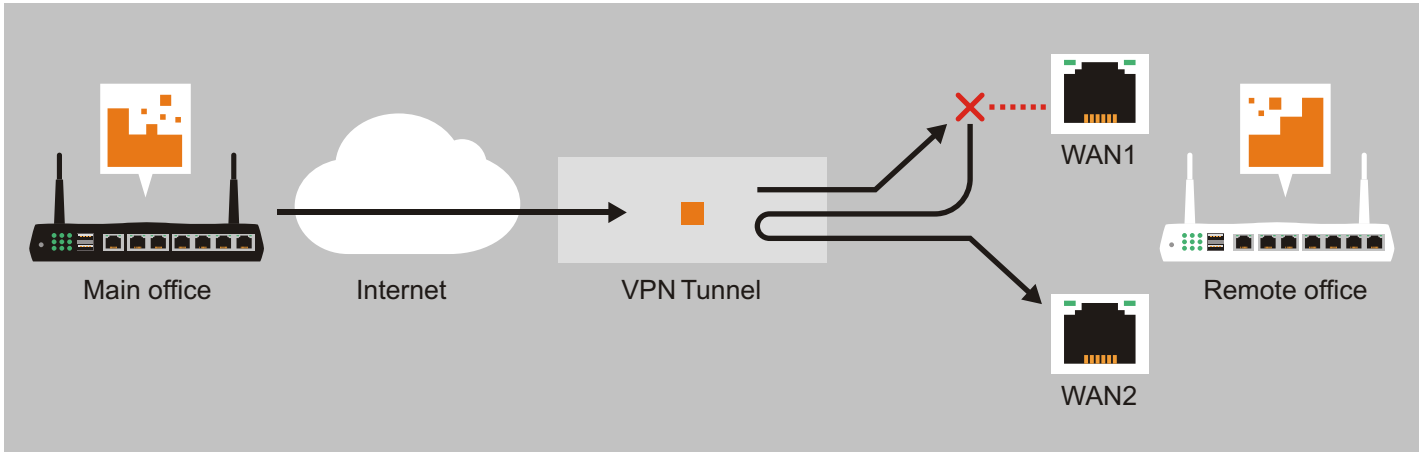 Main office
Internet
VPN Tunnel
WAN1
WAN2
Remote office